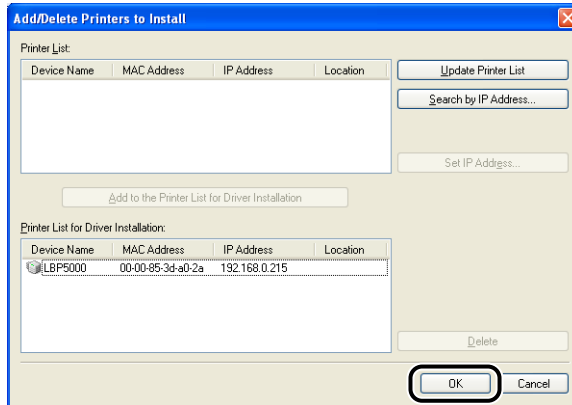 Add/Delete Printers to Install
Printer List:
Device Name MAC Address IP Address Location
Update Printer List
Search by IP Address...
Set IP Address...
Add to the Printer List for Driver Installation
Printer List for Driver Installation:
Device Name MAC Address IP Address Location
LBP5000 00-00-85-3d-a0-2a 192.168.0.215
Delete
OK Cancel